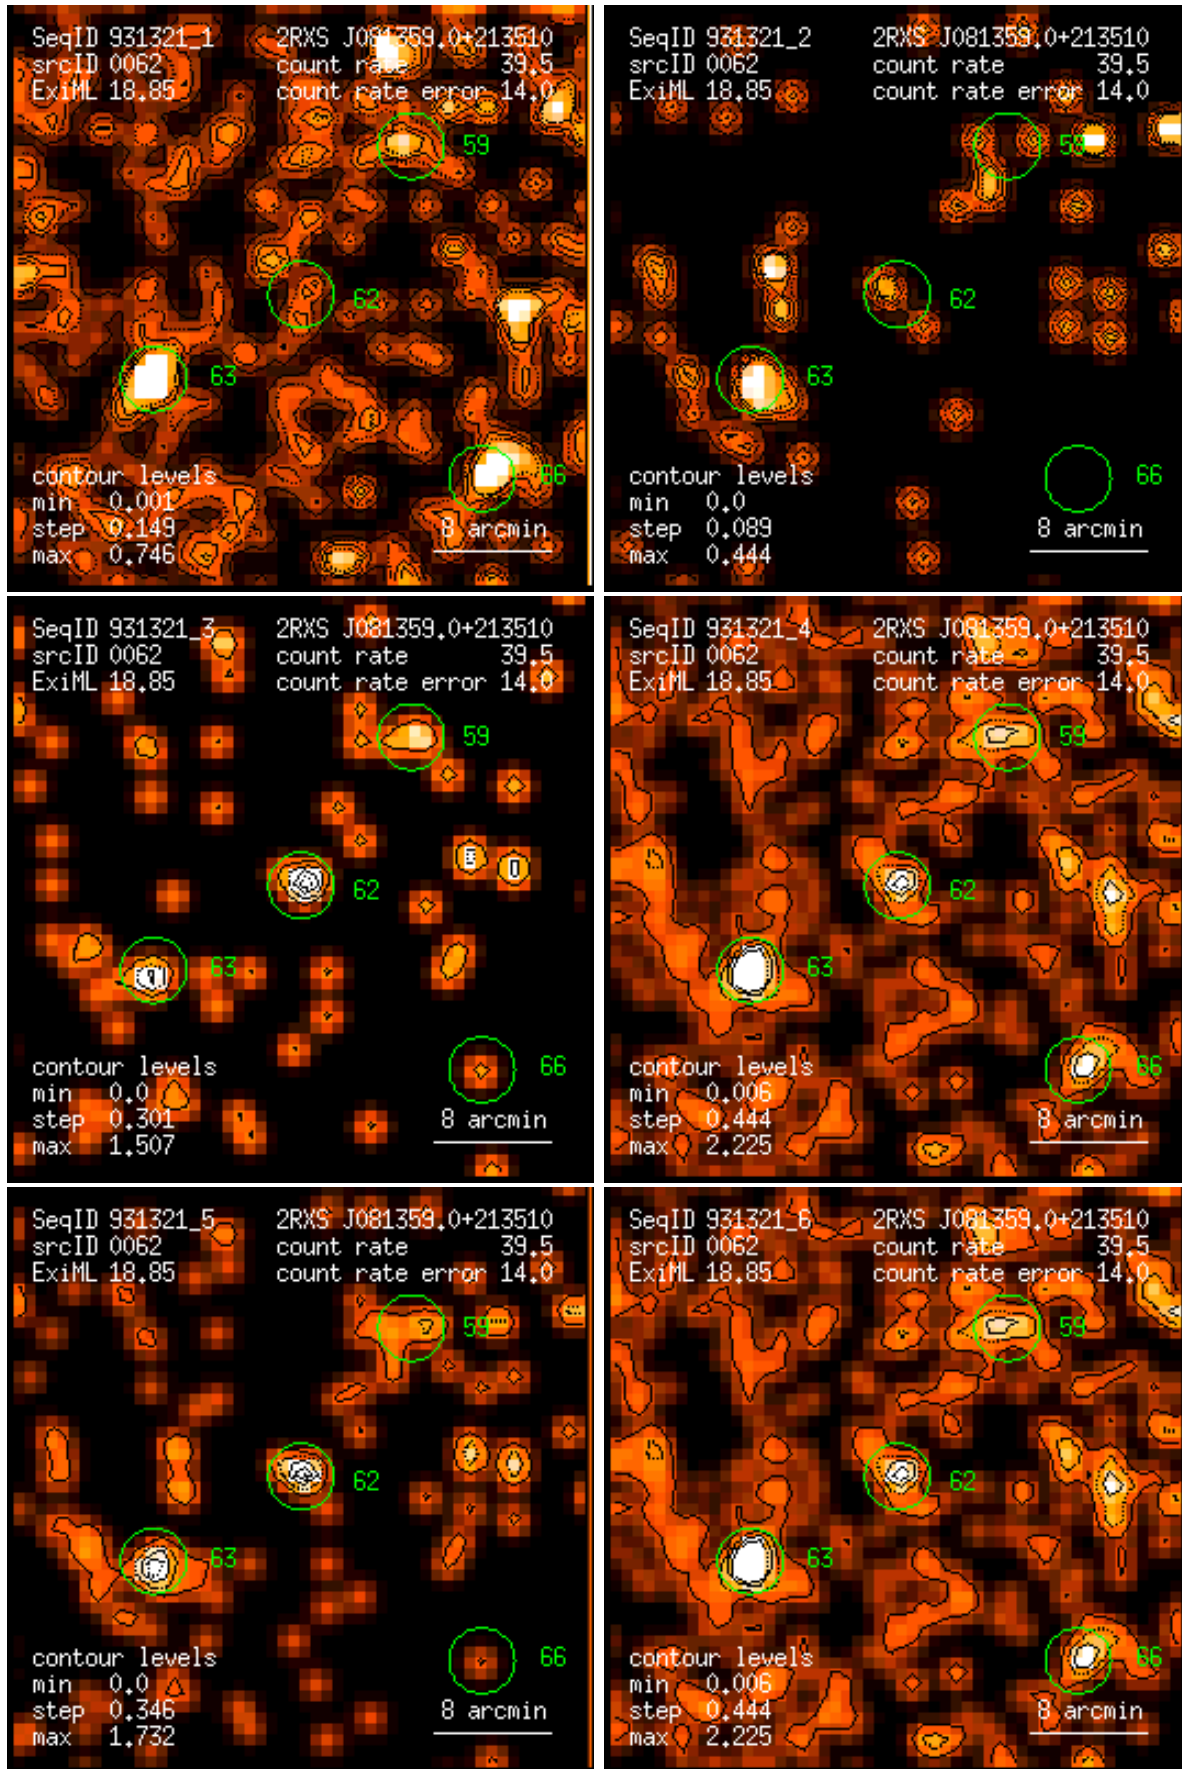 SeqID 931321_1 2RXS J081359.0+213510
srcID 0062 count rate 39.5
ExiML 18.85 count rate error 14.0
59
62
63
66
contour levels
min 0.001
step 0.149
max 0.746
8 arcmin
SeqID 931321_2 2RXS J081359.0+213510
srcID 0062 count rate 39.5
ExiML 18.85 count rate error 14.0
59
62
63
66
contour levels
min 0.0
step 0.089
max 0.444
8 arcmin
SeqID 931321_3 2RXS J081359.0+213510
srcID 0062 count rate 39.5
ExiML 18.85 count rate error 14.0
59
62
63
66
contour levels
min 0.0
step 0.301
max 1.507
8 arcmin
SeqID 931321_4 2RXS J081359.0+213510
srcID 0062 count rate 39.5
ExiML 18.85 count rate error 14.0
59
62
63
66
contour levels
min 0.006
step 0.444
max 2.225
8 arcmin
SeqID 931321_5 2RXS J081359.0+213510
srcID 0062 count rate 39.5
ExiML 18.85 count rate error 14.0
59
62
63
66
contour levels
min 0.0
step 0.346
max 1.732
8 arcmin
SeqID 931321_6 2RXS J081359.0+213510
srcID 0062 count rate 39.5
ExiML 18.85 count rate error 14.0
59
62
63
66
contour levels
min 0.006
step 0.444
max 2.225
8 arcmin